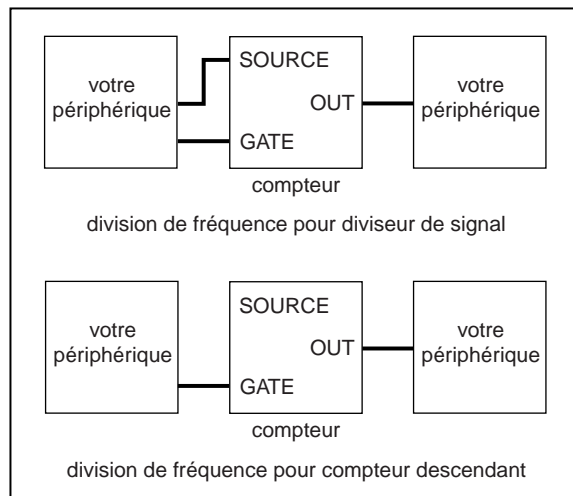 votre
périphérique
SOURCE
OUT
GATE
votre
périphérique
compteur
division de fréquence pour diviseur de signal
votre
périphérique
SOURCE
OUT
GATE
votre
périphérique
compteur
division de fréquence pour compteur descendant